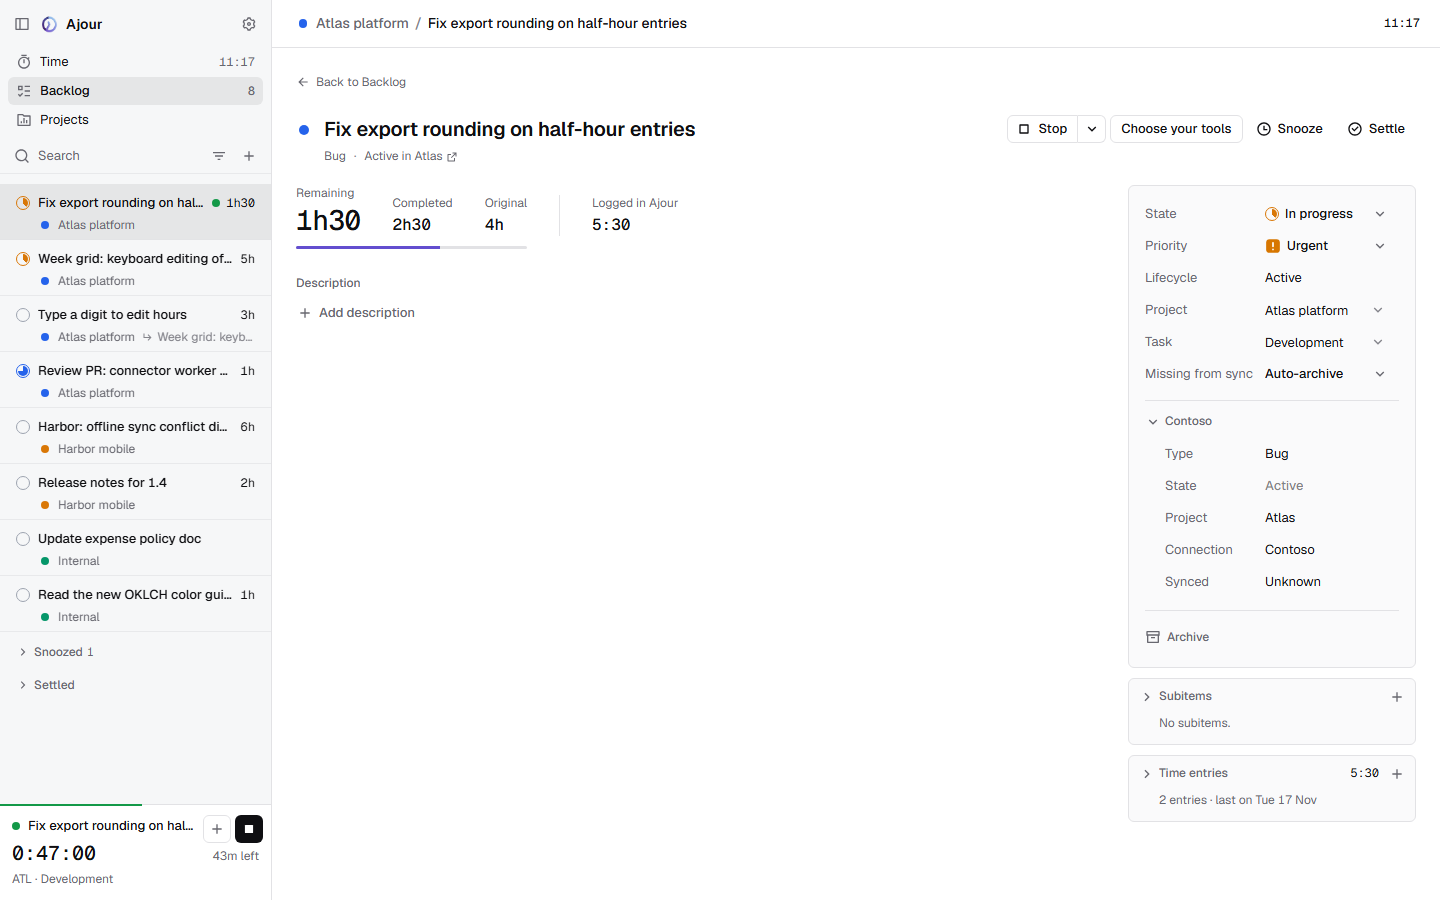 Ajour
Time 11:17
Backlog 8
Projects
Search
Fix export rounding on hal... 1h30
Atlas platform
Week grid: keyboard editing of... 5h
Atlas platform
Type a digit to edit hours 3h
Atlas platform Week grid: keyb...
Review PR: connector worker ... 1h
Atlas platform
Harbor: offline sync conflict di... 6h
Harbor mobile
Release notes for 1.4 2h
Harbor mobile
Update expense policy doc
Internal
Read the new OKLCH color gui... 1h
Internal
Snoozed 1
Settled
Fix export rounding on hal...
0:47:00 43m left
ATL · Development
Atlas platform / Fix export rounding on half-hour entries 11:17
Back to Backlog
Fix export rounding on half-hour entries
Stop Choose your tools Snooze Settle
Bug · Active in Atlas
Remaining Completed Original Logged in Ajour
1h30 2h30 4h 5:30
Description
Add description
State In progress
Priority Urgent
Lifecycle Active
Project Atlas platform
Task Development
Missing from sync Auto-archive
Contoso
Type Bug
State Active
Project Atlas
Connection Contoso
Synced Unknown
Archive
Subitems
No subitems.
Time entries 5:30
2 entries · last on Tue 17 Nov